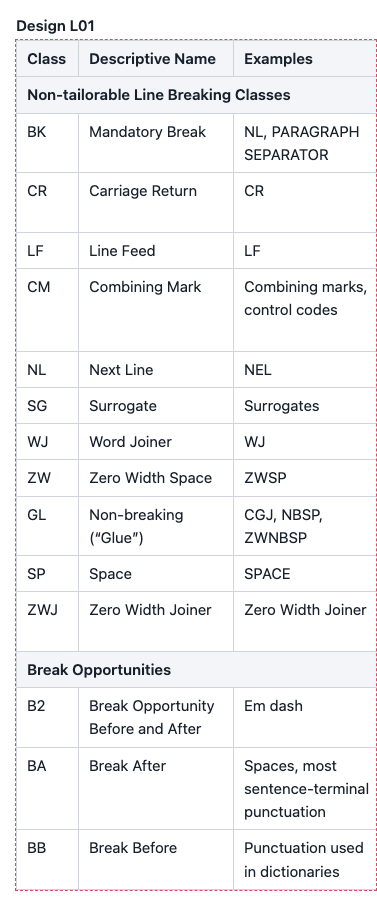 Design L01
Class Descriptive Name Examples
Non-tailorable Line Breaking Classes
BK Mandatory Break NL, PARAGRAPH
SEPARATOR
CR Carriage Return CR
LF Line Feed LF
CM Combining Mark Combining marks,
control codes
NL Next Line NEL
SG Surrogate Surrogates
WJ Word Joiner WJ
ZW Zero Width Space ZWSP
GL Non-breaking CGJ, NBSP,
(“Glue”) ZWNBSP
SP Space SPACE
ZWJ Zero Width Joiner Zero Width Joiner
Break Opportunities
B2 Break Opportunity Em dash
Before and After
BA Break After Spaces, most
sentence-terminal
punctuation
BB Break Before Punctuation used
in dictionaries